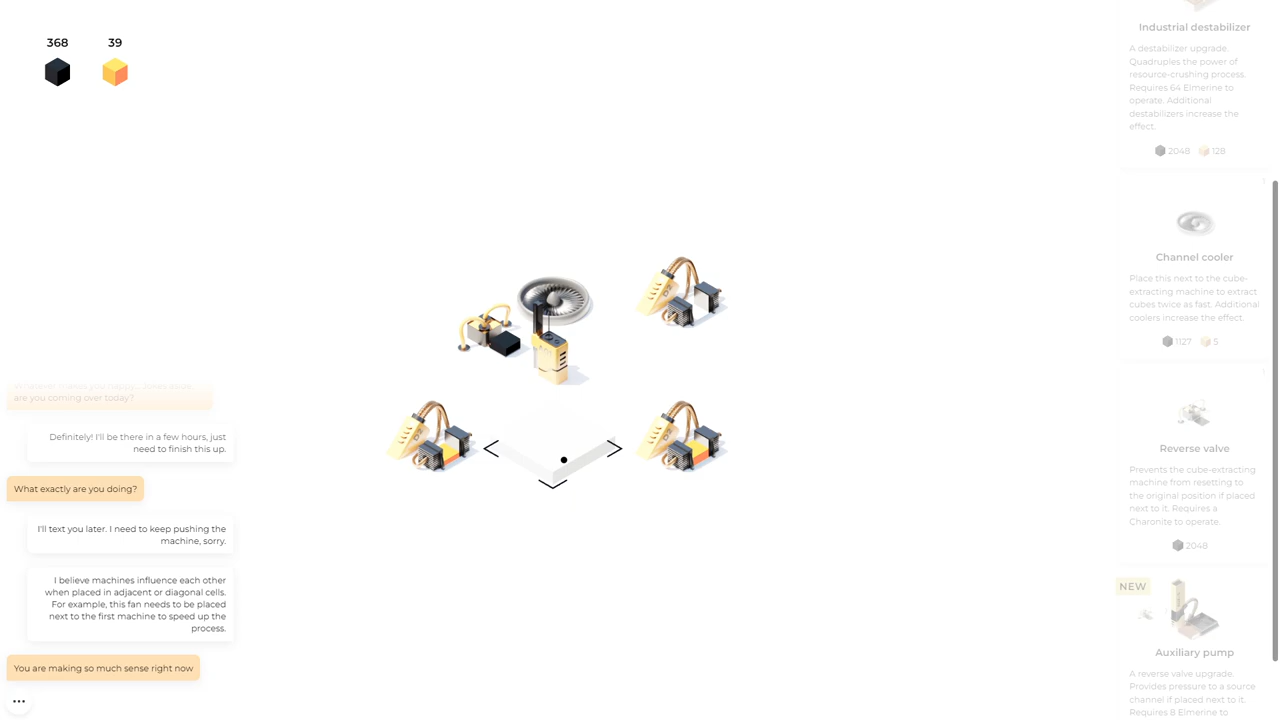 368
39
Whatever makes you happy... Jokes aside
are you coming over today?
Definitely! I'll be there in a few hours, just
need to finish this up.
What exactly are you doing?
I'll text you later. I need to keep pushing the
machine, sorry.
I believe machines influence each other
when placed in adjacent or diagonal cells.
For example, this fan needs to be placed
next to the first machine to speed up the
process.
You are making so much sense right now
Industrial destabilizer
A destabilizer upgrade.
Quadruples the power of
resource-crushing process.
Requires 64 Elmerine to
operate. Additional
destabilizers increase the
effect.
2048 128
1
Channel cooler
Place this next to the cube-
extracting machine to extract
cubes twice as fast. Additional
coolers increase the effect.
1127 5
1
Reverse valve
Prevents the cube-extracting
machine from resetting to
the original position if placed
next to it. Requires a
Charonite to operate.
2048
NEW
Auxiliary pump
A reverse valve upgrade.
Provides pressure to a source
channel if placed next to it.
Requires 8 Elmerine to